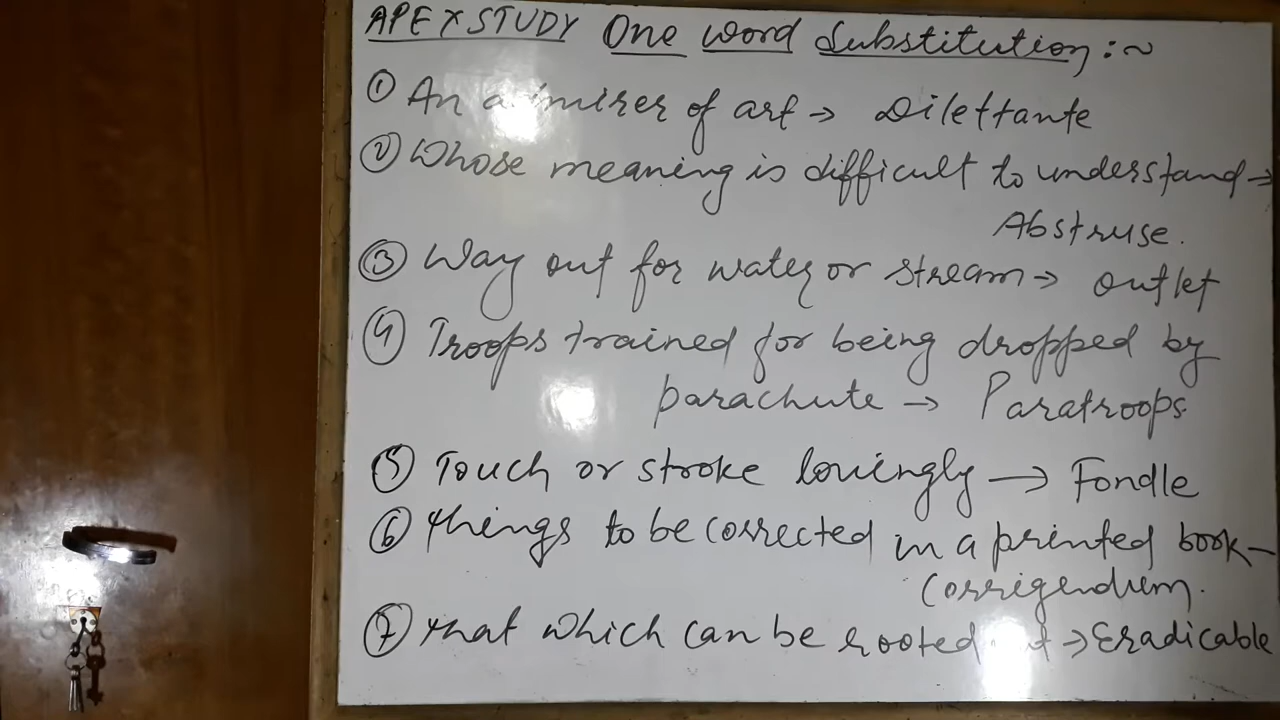 APEX STUDY One word Substitution :~
① An admirer of art → Dilettante
② Whose meaning is difficult to understand →
Abstruse.
③ Way out for water or stream → outlet
④ Troops trained for being dropped by
parachute → Paratroops
⑤ Touch or stroke lovingly → Fondle
⑥ things to be corrected in a printed book –
Corrigendum.
⑦ that which can be rooted → Eradicable